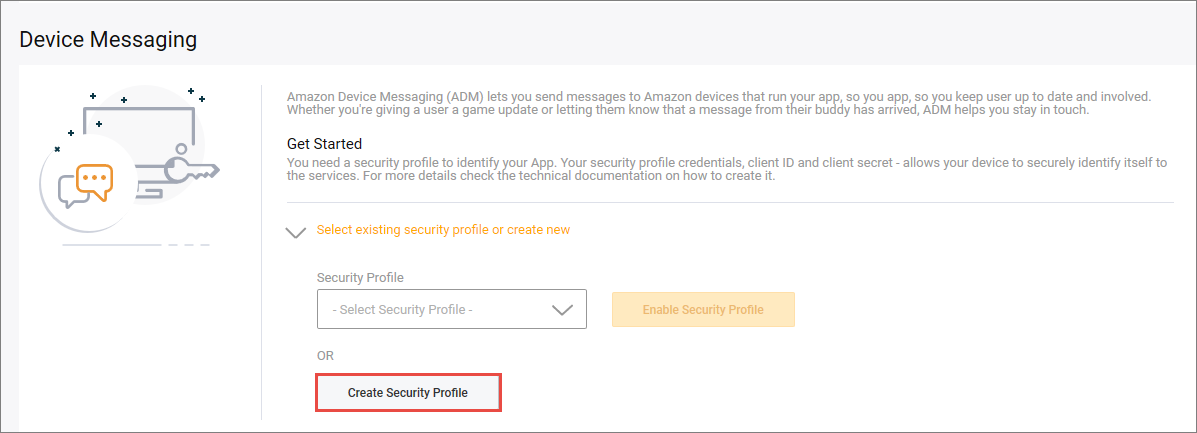 Device Messaging
Amazon Device Messaging (ADM) lets you send messages to Amazon devices that run your app, so you app, so you keep user up to date and involved.
Whether you're giving a user a game update or letting them know that a message from their buddy has arrived, ADM helps you stay in touch.
Get Started
You need a security profile to identify your App. Your security profile credentials, client ID and client secret - allows your device to securely identify itself to
the services. For more details check the technical documentation on how to create it.
Select existing security profile or create new
Security Profile
- Select Security Profile -
Enable Security Profile
OR
Create Security Profile